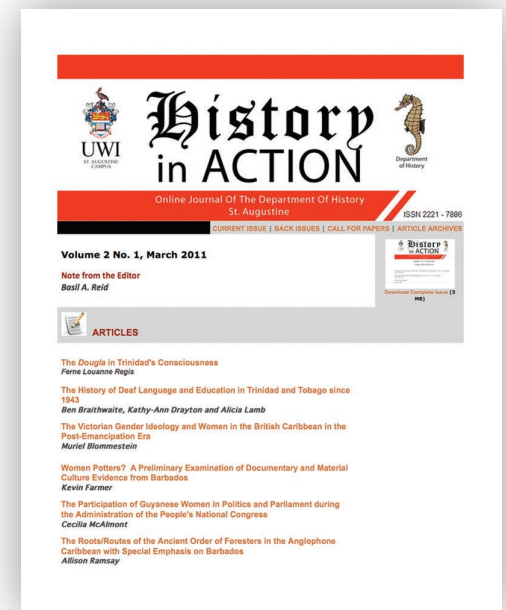 UWI
ST. AUGUSTINE
CAMPUS
History
in ACTION
Department
of History
Online Journal Of The Department Of History
St. Augustine
ISSN 2221 - 7886
CURRENT ISSUE | BACK ISSUES | CALL FOR PAPERS | ARTICLE ARCHIVES
Volume 2 No. 1, March 2011
Note from the Editor
Basil A. Reid
History
in ACTION
Download Complete Issue (3
MB)
ARTICLES
The Dougla in Trinidad's Consciousness
Ferne Louanne Regis
The History of Deaf Language and Education in Trinidad and Tobago since
1943
Ben Braithwaite, Kathy-Ann Drayton and Alicia Lamb
The Victorian Gender Ideology and Women in the British Caribbean in the
Post-Emancipation Era
Muriel Blommestein
Women Potters? A Preliminary Examination of Documentary and Material
Culture Evidence from Barbados
Kevin Farmer
The Participation of Guyanese Women in Politics and Parliament during
the Administration of the People's National Congress
Cecilia McAlmont
The Roots/Routes of the Ancient Order of Foresters in the Anglophone
Caribbean with Special Emphasis on Barbados
Allison Ramsay